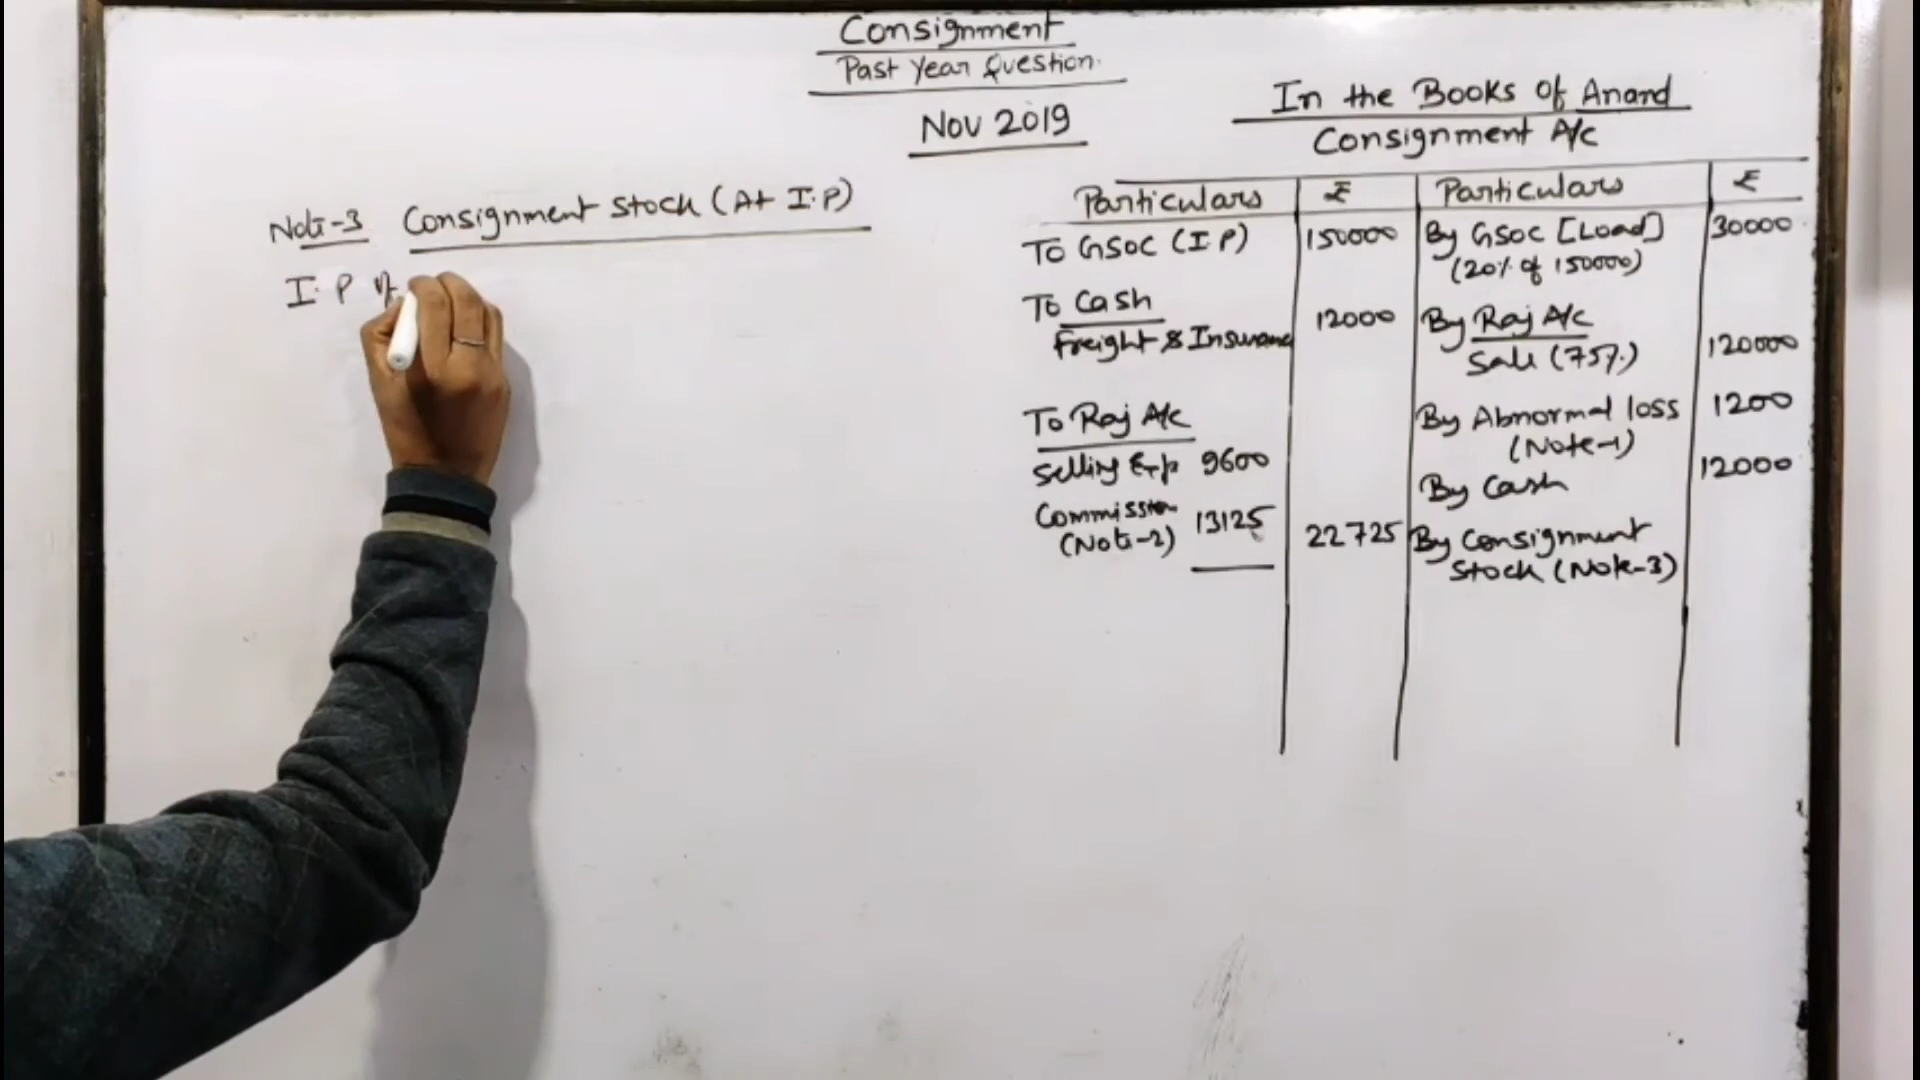 Consignment
Past Year Question.
Nov 2019
Note-3 Consignment Stock (At I.P)
I.P of
In the Books Of Anand
Consignment A/c
Particulars ₹ Particulars ₹
To GSOC (I.P) 150000 By GSOC [Load] 30000
(20% of 150000)
To Cash
Freight & Insurance 12000 By Raj A/c
Sale (75%) 120000
To Raj A/c By Abnormal loss 1200
(Note-1)
Selling Exp 9600 By Cash 12000
Commission 13125 22725 By Consignment
(Note-2) Stock (Note-3)